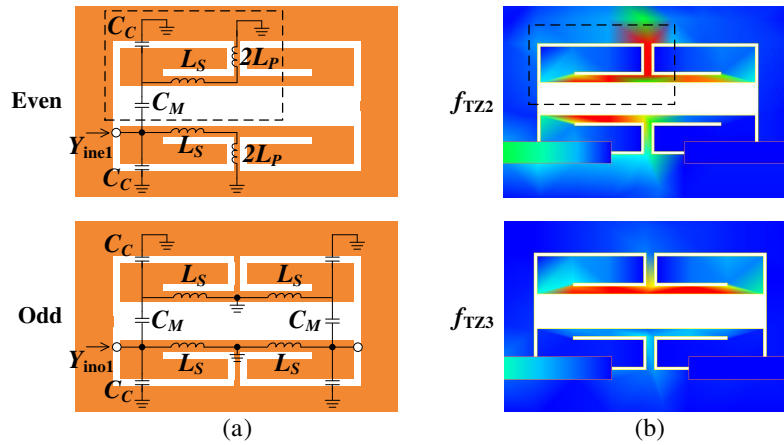 C_C
L_S
2L_P
Even
C_M
Y_ine1
L_S
2L_P
C_C
f_TZ2
C_C
L_S
L_S
Odd
C_M
C_M
Y_ino1
L_S
L_S
C_C
f_TZ3
(a)
(b)